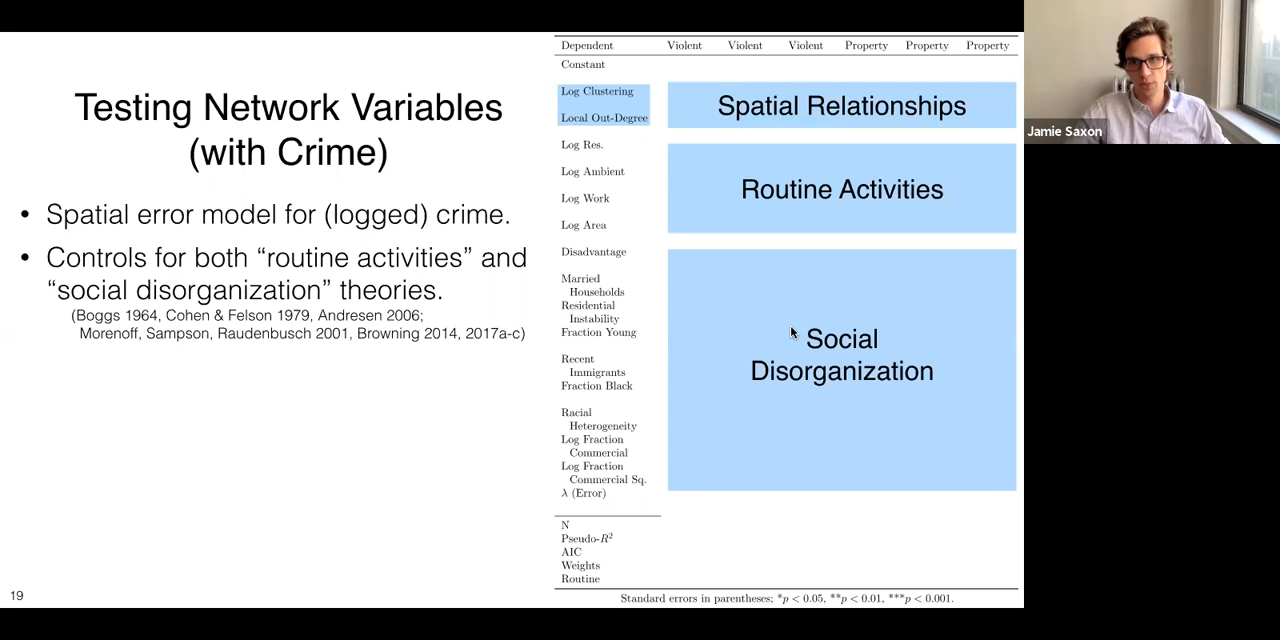 Testing Network Variables
(with Crime)
• Spatial error model for (logged) crime.
• Controls for both “routine activities” and
“social disorganization” theories.
(Boggs 1964, Cohen & Felson 1979, Andresen 2006;
Morenoff, Sampson, Raudenbusch 2001, Browning 2014, 2017a-c)
19
Dependent Violent Violent Violent Property Property Property
Constant
Log Clustering
Local Out-Degree
Spatial Relationships
Log Res.
Log Ambient
Log Work
Log Area
Routine Activities
Disadvantage
Married
Households
Residential
Instability
Fraction Young
Recent
Immigrants
Fraction Black
Racial
Heterogeneity
Log Fraction
Commercial
Log Fraction
Commercial Sq.
λ (Error)
Social
Disorganization
N
Pseudo-R²
AIC
Weights
Routine
Standard errors in parentheses; *p < 0.05, **p < 0.01, ***p < 0.001.
Jamie Saxon